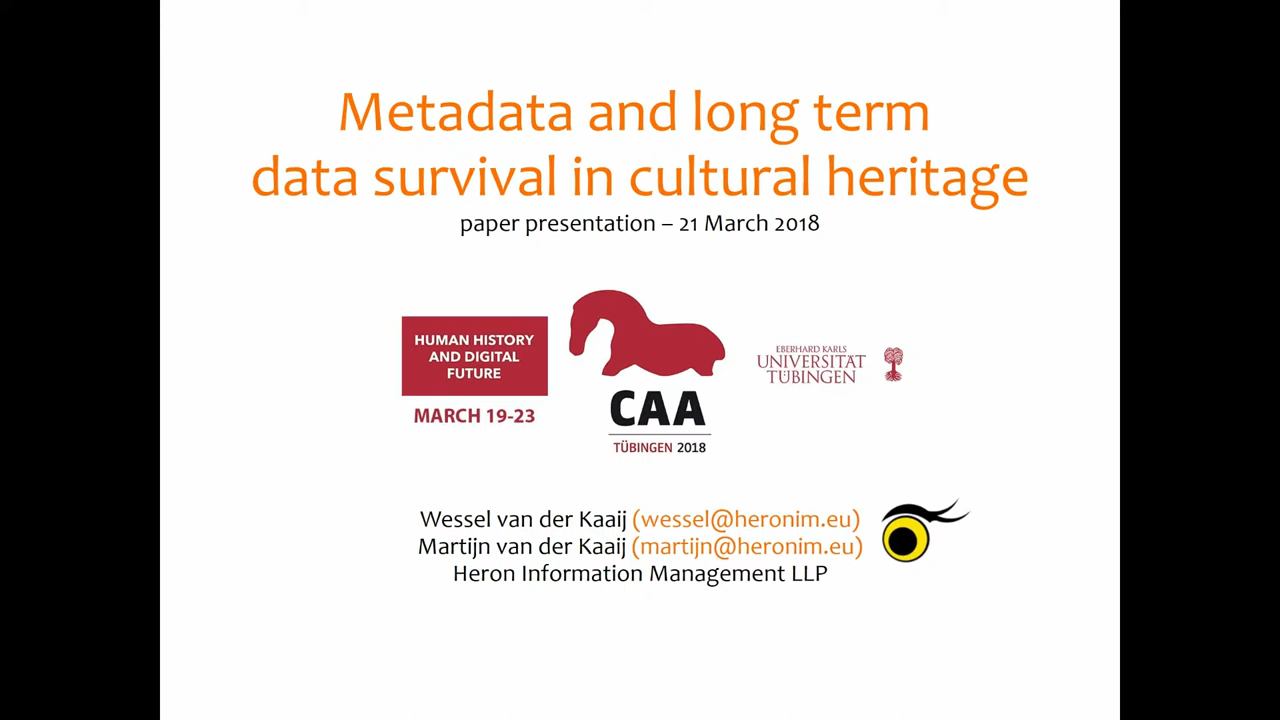 Metadata and long term
data survival in cultural heritage
paper presentation – 21 March 2018
HUMAN HISTORY
AND DIGITAL
FUTURE
MARCH 19-23
CAA
TÜBINGEN 2018
EBERHARD KARLS
UNIVERSITÄT
TÜBINGEN
Wessel van der Kaaij (wessel@heronim.eu)
Martijn van der Kaaij (martijn@heronim.eu)
Heron Information Management LLP